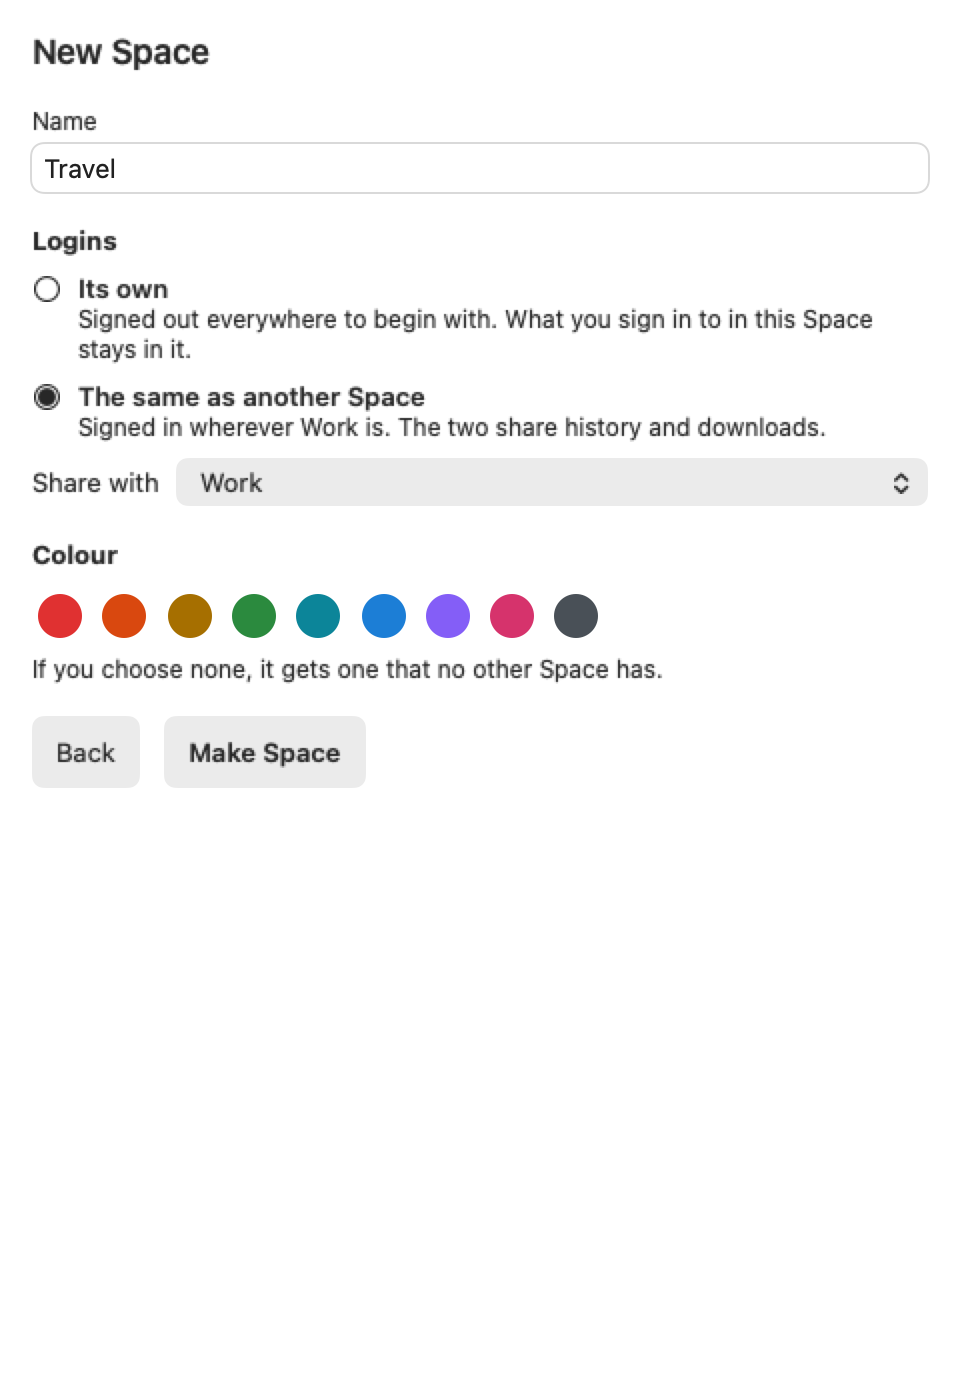 New Space
Name
Travel
Logins
Its own
Signed out everywhere to begin with. What you sign in to in this Space
stays in it.
The same as another Space
Signed in wherever Work is. The two share history and downloads.
Share with Work
Colour
If you choose none, it gets one that no other Space has.
Back Make Space